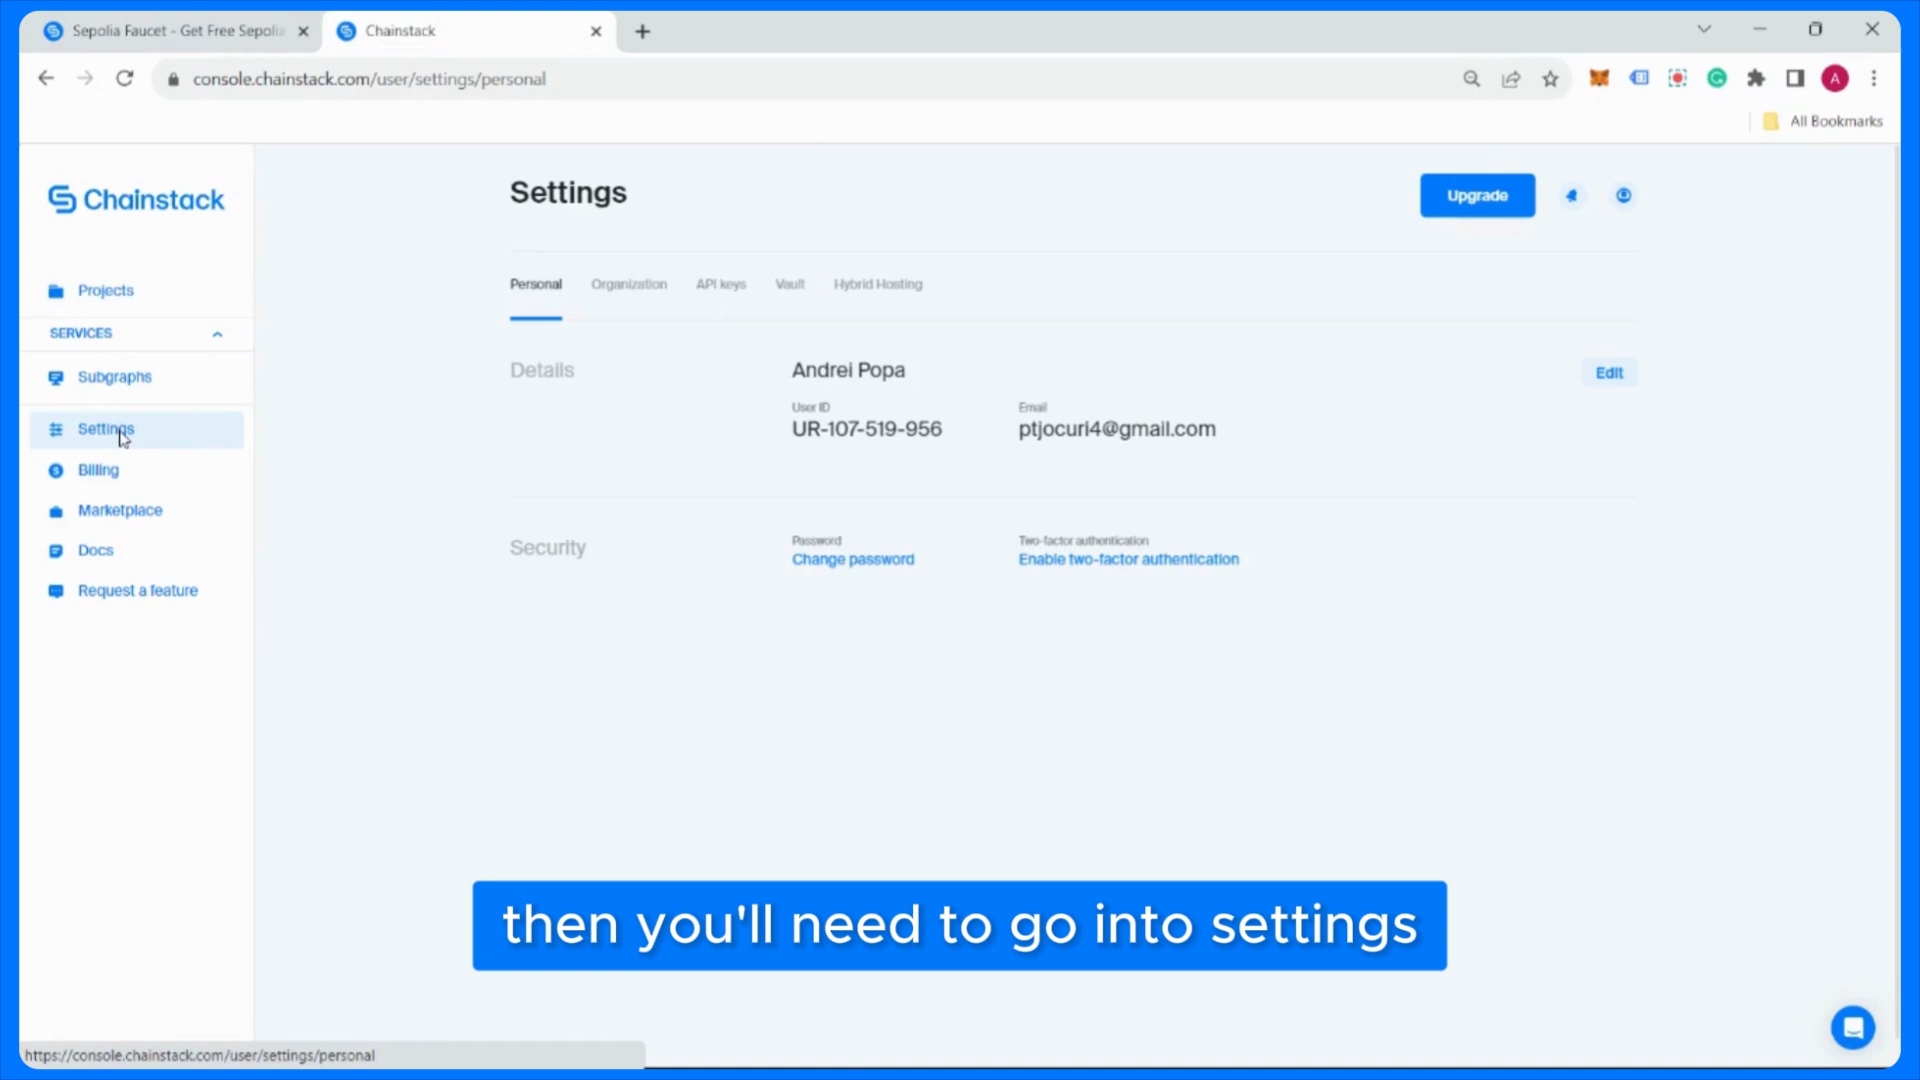 Sepolia Faucet - Get Free Sepolia
Chainstack
console.chainstack.com/user/settings/personal
A
All Bookmarks
Chainstack
Settings
Upgrade
Projects
Personal
Organization
API keys
Vault
Hybrid Hosting
SERVICES
Subgraphs
Details
Andrei Popa
Edit
User ID
Email
UR-107-519-956
ptjocuri4@gmail.com
Settings
Billing
Marketplace
Docs
Request a feature
Security
Password
Two-factor authentication
Change password
Enable two-factor authentication
then you'll need to go into settings
https://console.chainstack.com/user/settings/personal